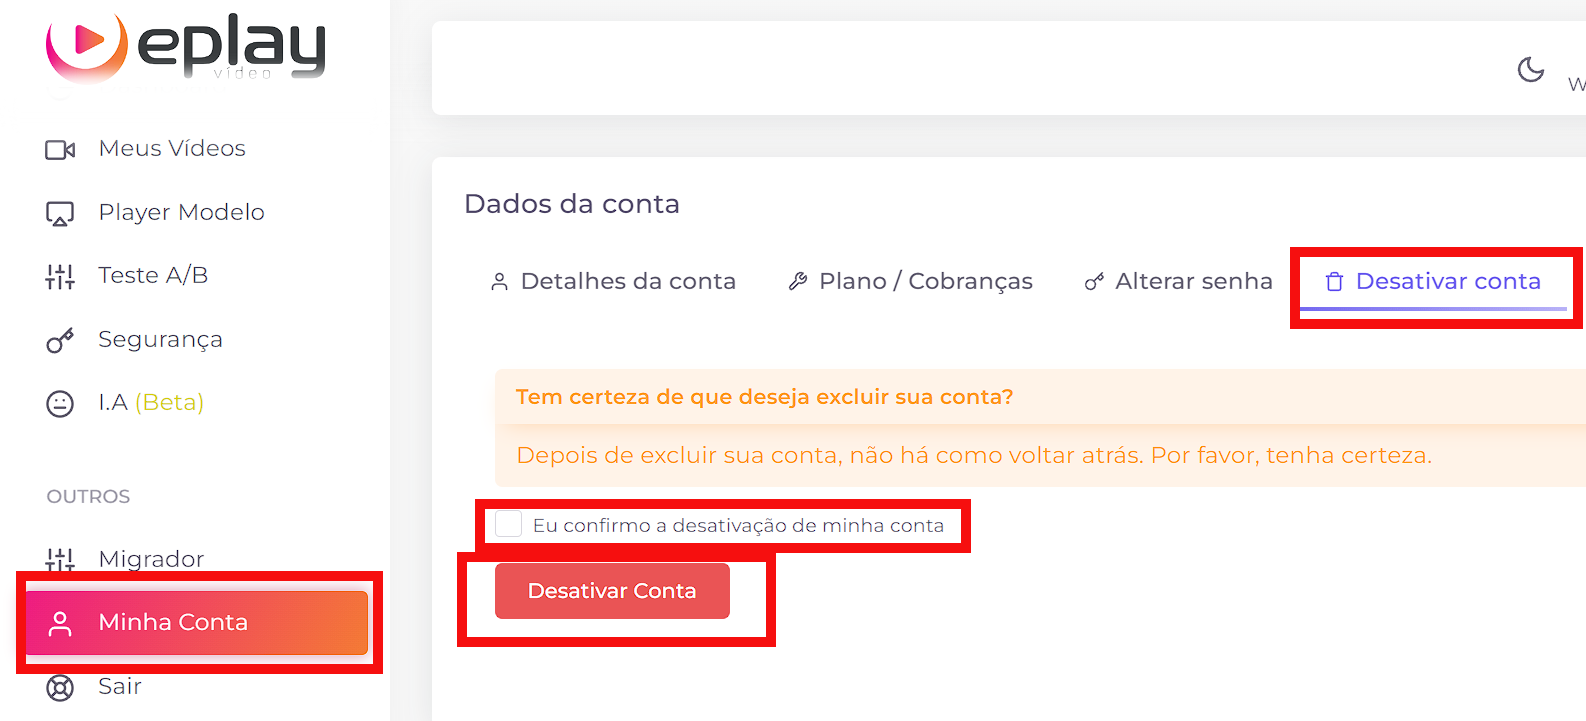 eplay
vídeo
Meus Vídeos
Player Modelo
Teste A/B
Segurança
I.A (Beta)
OUTROS
Migrador
Minha Conta
Sair
W
Dados da conta
Detalhes da conta
Plano / Cobranças
Alterar senha
Desativar conta
Tem certeza de que deseja excluir sua conta?
Depois de excluir sua conta, não há como voltar atrás. Por favor, tenha certeza.
Eu confirmo a desativação de minha conta
Desativar Conta